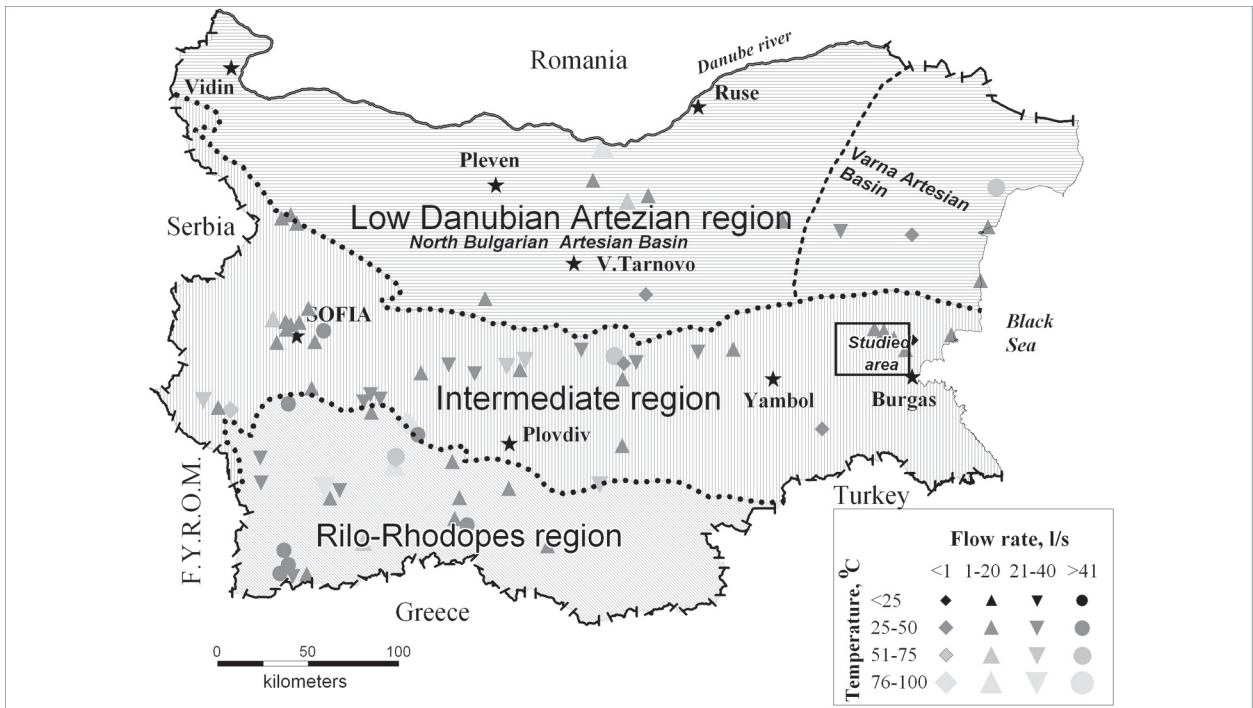 Romania
Danube river
Vidin
Ruse
Pleven
Varna Artesian
Basin
Serbia
Low Danubian Artezian region
North Bulgarian Artesian Basin
V.Tarnovo
SOFIA
Black
Sea
Studied
area
Intermediate region
Yambol
Burgas
Plovdiv
F.Y.R.O.M.
Turkey
Rilo-Rhodopes region
Greece
0 50 100
kilometers
Flow rate, l/s
Temperature, °C
<1 1-20 21-40 >41
<25
25-50
51-75
76-100